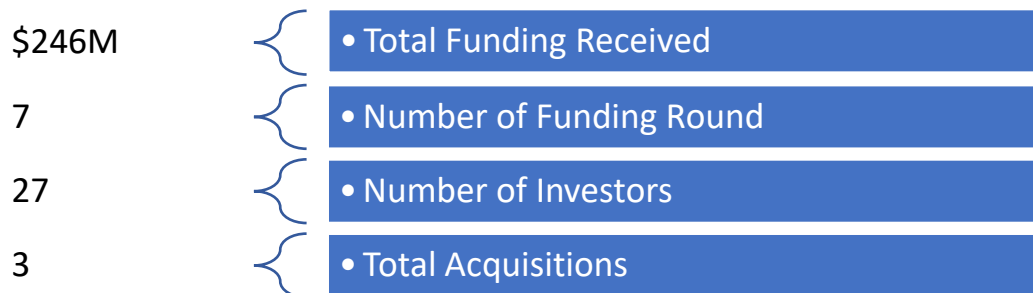 $246M
• Total Funding Received
7
• Number of Funding Round
27
• Number of Investors
3
• Total Acquisitions